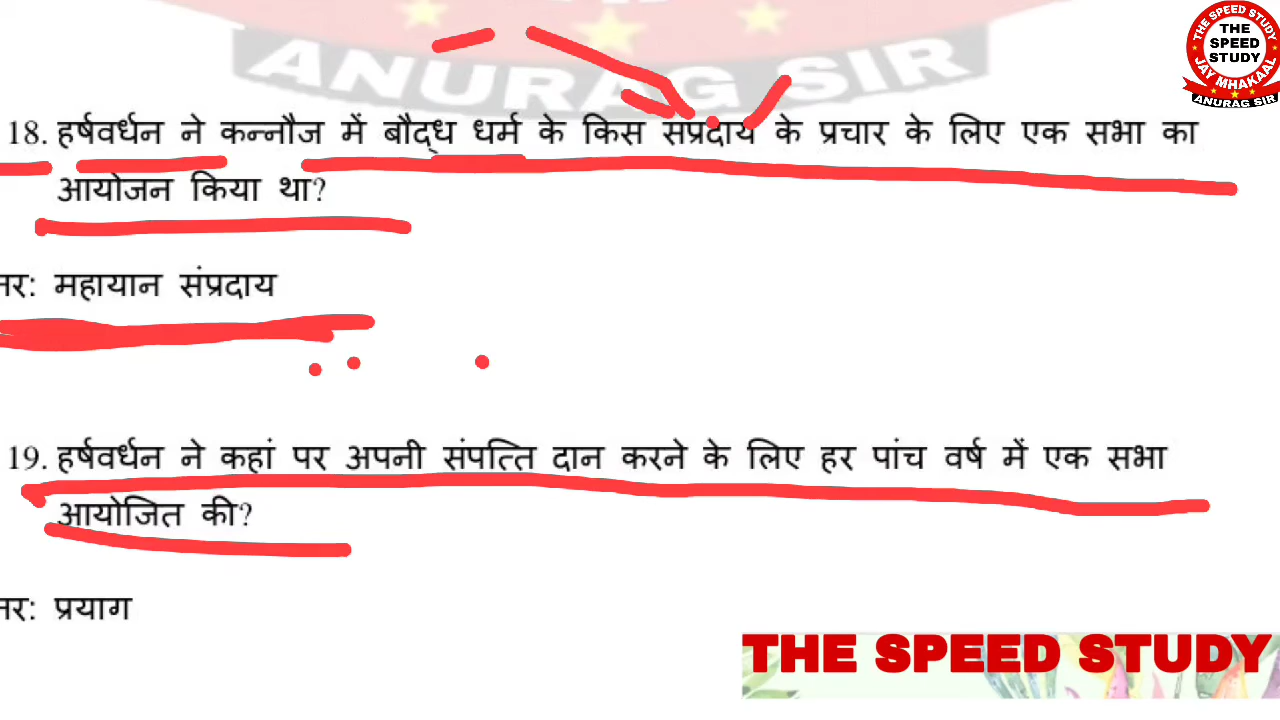 ANURAG SIR
THE SPEED STUDY
THE
SPEED
STUDY
JAY MHAKAAL
ANURAG SIR
18. हर्षवर्धन ने कन्नौज में बौद्ध धर्म के किस संप्रदाय के प्रचार के लिए एक सभा का
आयोजन किया था?
तर: महायान संप्रदाय
19. हर्षवर्धन ने कहां पर अपनी संपत्ति दान करने के लिए हर पांच वर्ष में एक सभा
आयोजित की?
तर: प्रयाग
THE SPEED STUDY